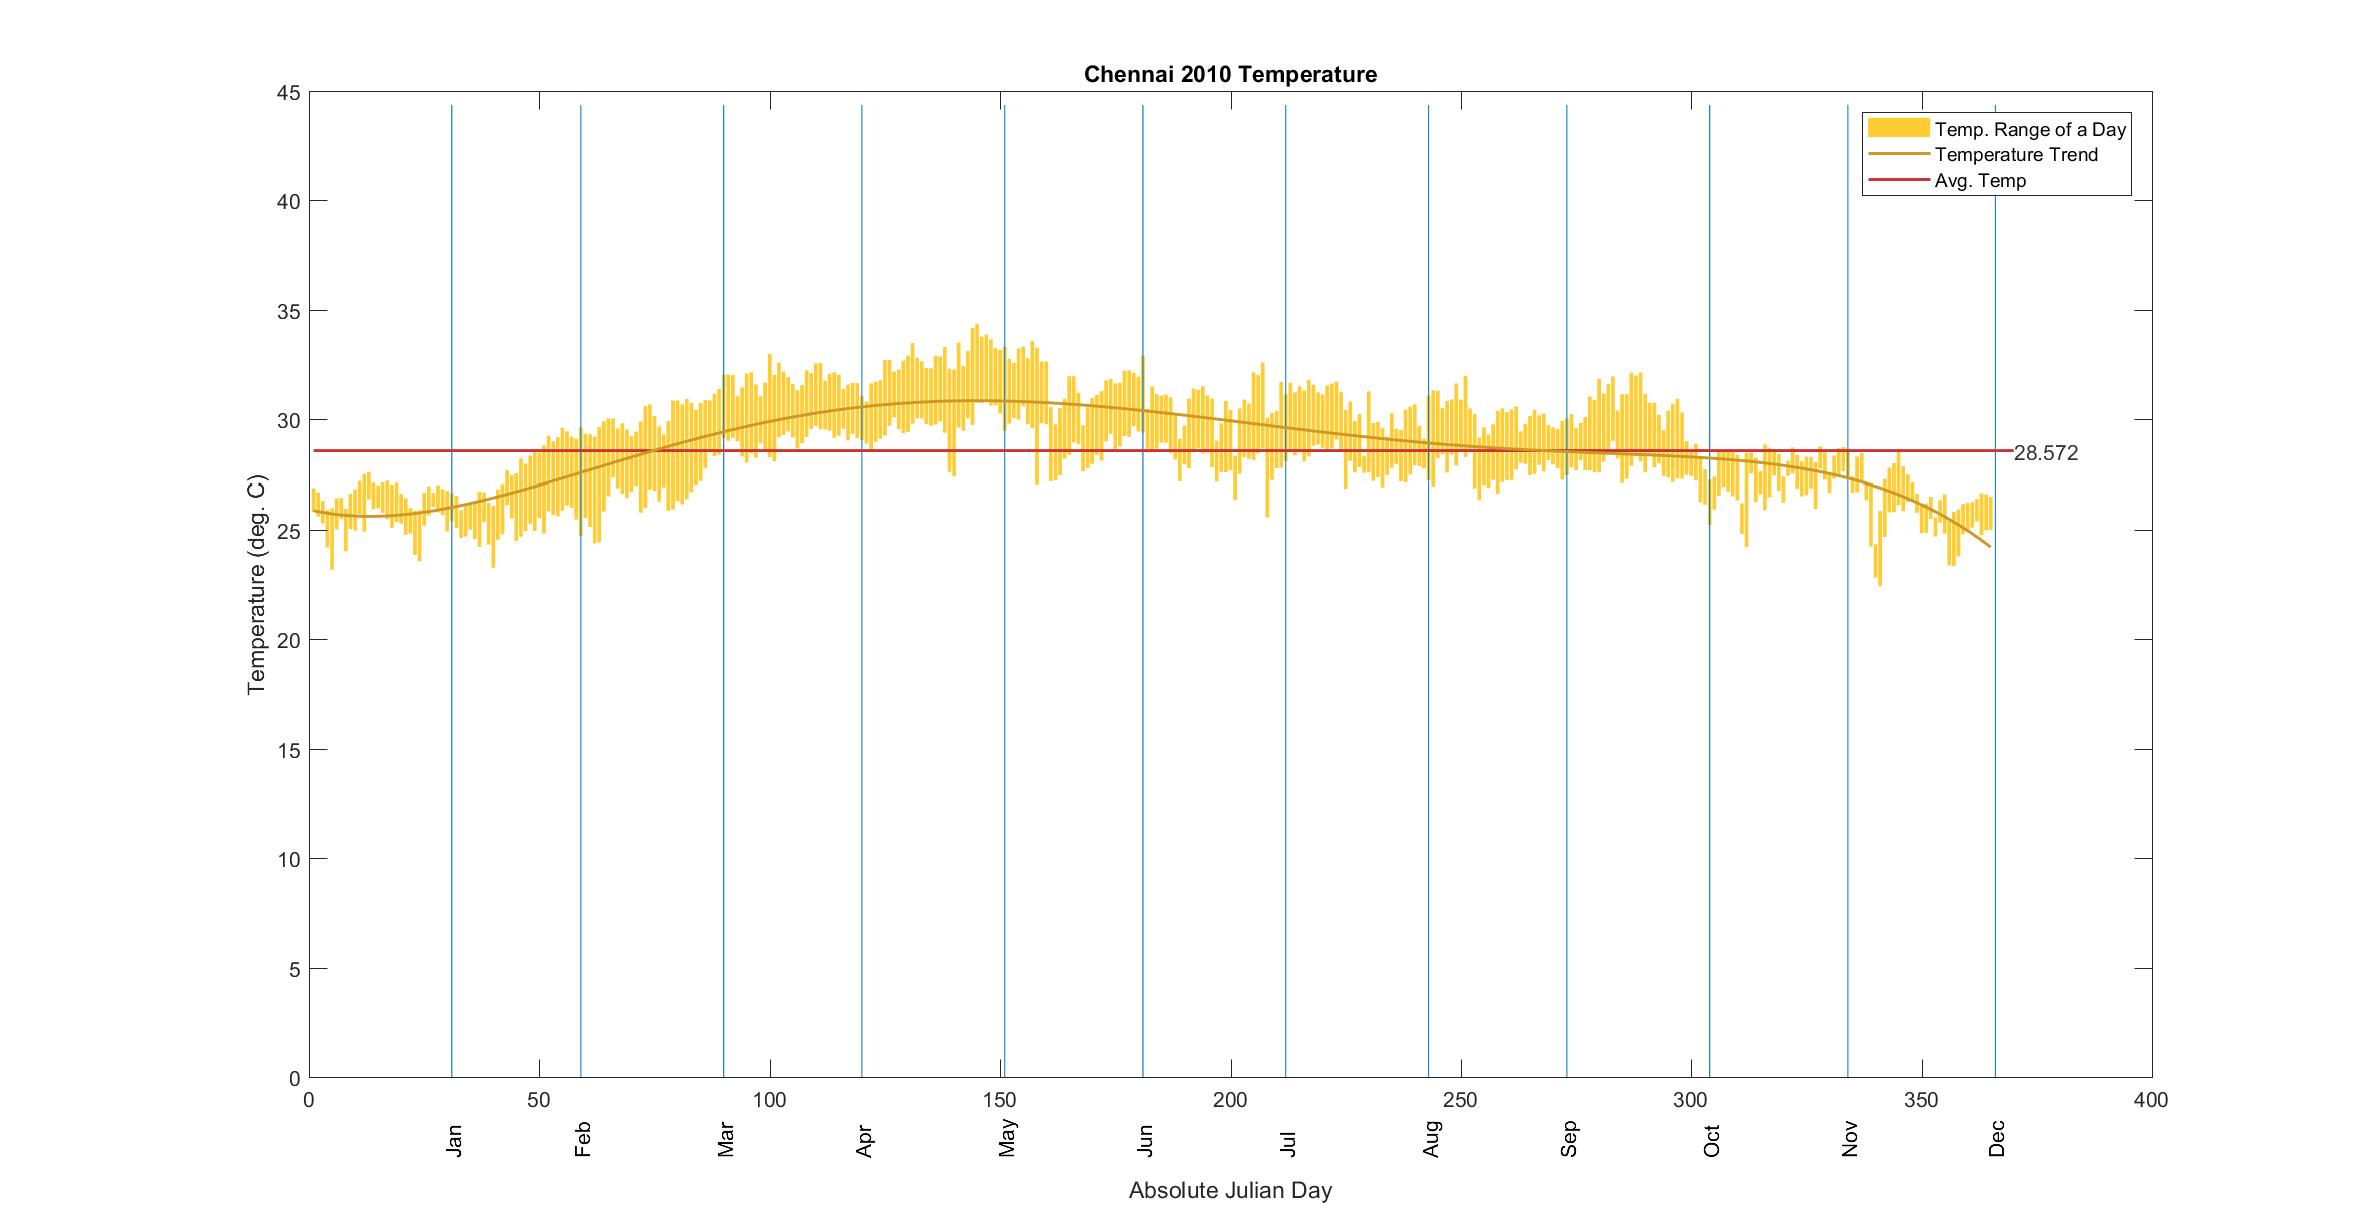 Chennai 2010 Temperature
Temp. Range of a Day
Temperature Trend
Avg. Temp
45
40
35
30
25
20
15
10
5
0
28.572
Temperature (deg. C)
0 50 100 150 200 250 300 350 400
Jan Feb Mar Apr May Jun Jul Aug Sep Oct Nov Dec
Absolute Julian Day